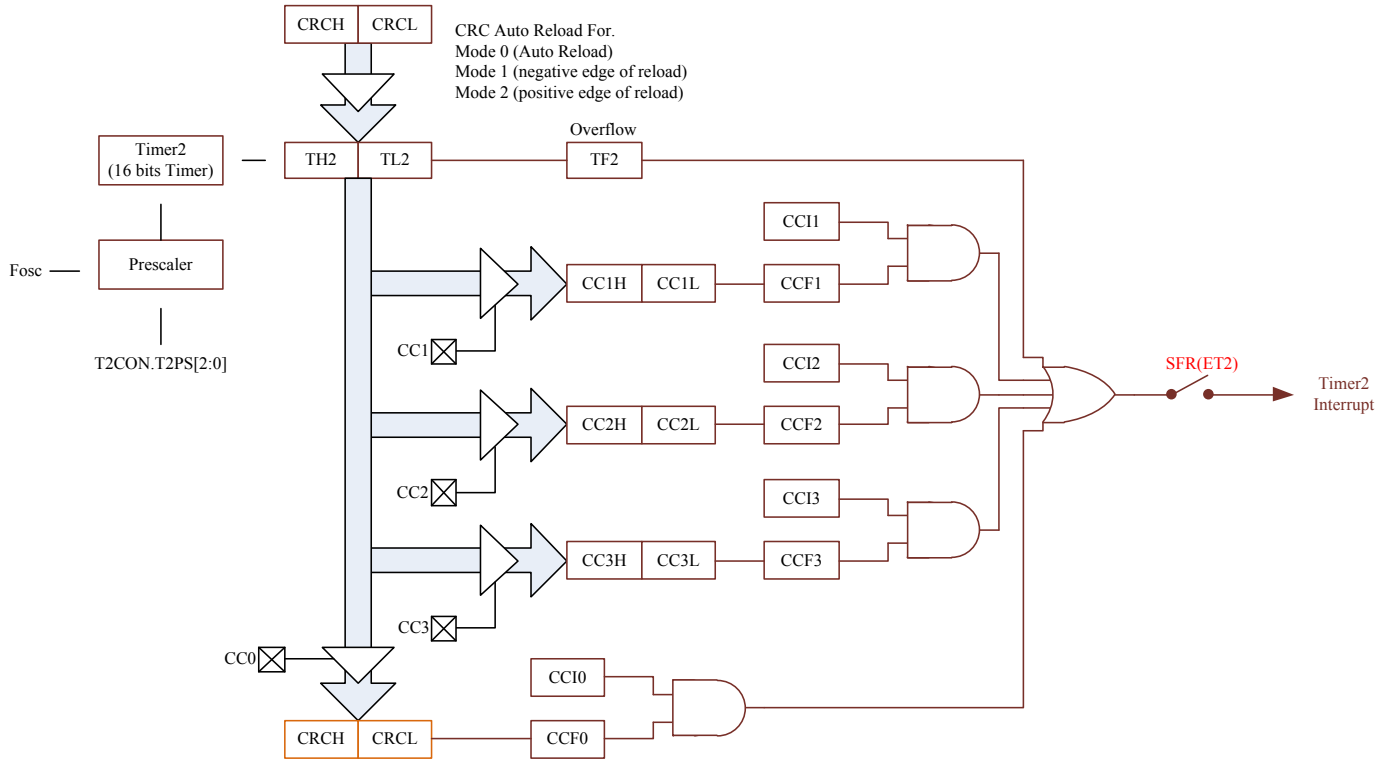 CRCH CRCL
CRC Auto Reload For.
Mode 0 (Auto Reload)
Mode 1 (negative edge of reload)
Mode 2 (positive edge of reload)
Overflow
Timer2
(16 bits Timer)
TH2 TL2
TF2
CCI1
Fosc
Prescaler
CC1H CC1L
CCF1
CC1
T2CON.T2PS[2:0]
CCI2
SFR(ET2)
Timer2
Interrupt
CC2H CC2L
CCF2
CC2
CCI3
CC3H CC3L
CCF3
CC3
CC0
CCI0
CRCH CRCL
CCF0